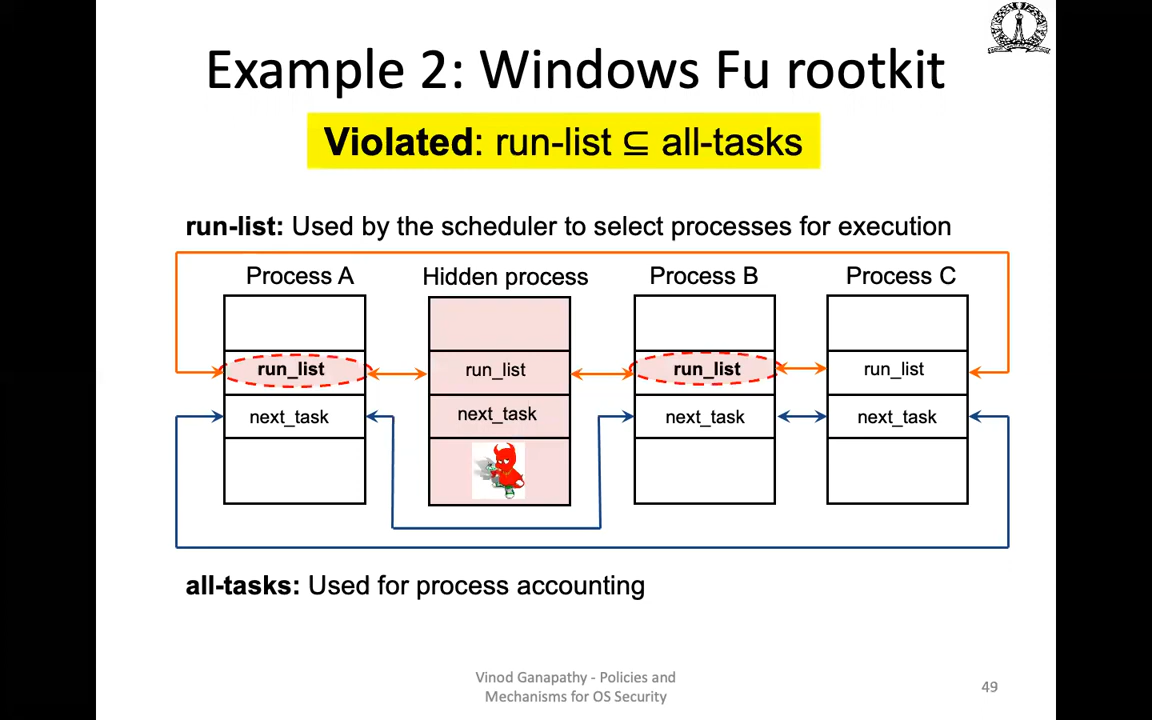 Example 2: Windows Fu rootkit
Violated: run-list ⊆ all-tasks
run-list: Used by the scheduler to select processes for execution
Process A
Hidden process
Process B
Process C
run_list
run_list
run_list
run_list
next_task
next_task
next_task
next_task
all-tasks: Used for process accounting
Vinod Ganapathy - Policies and
Mechanisms for OS Security
49